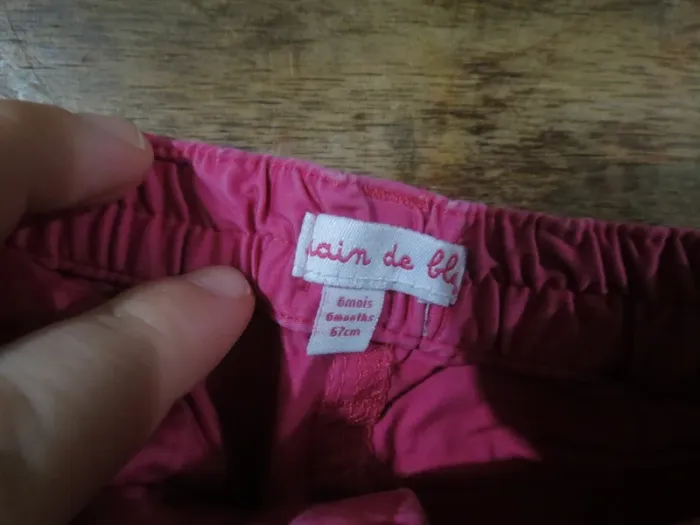 ain de bl
6mois
6months
67cm